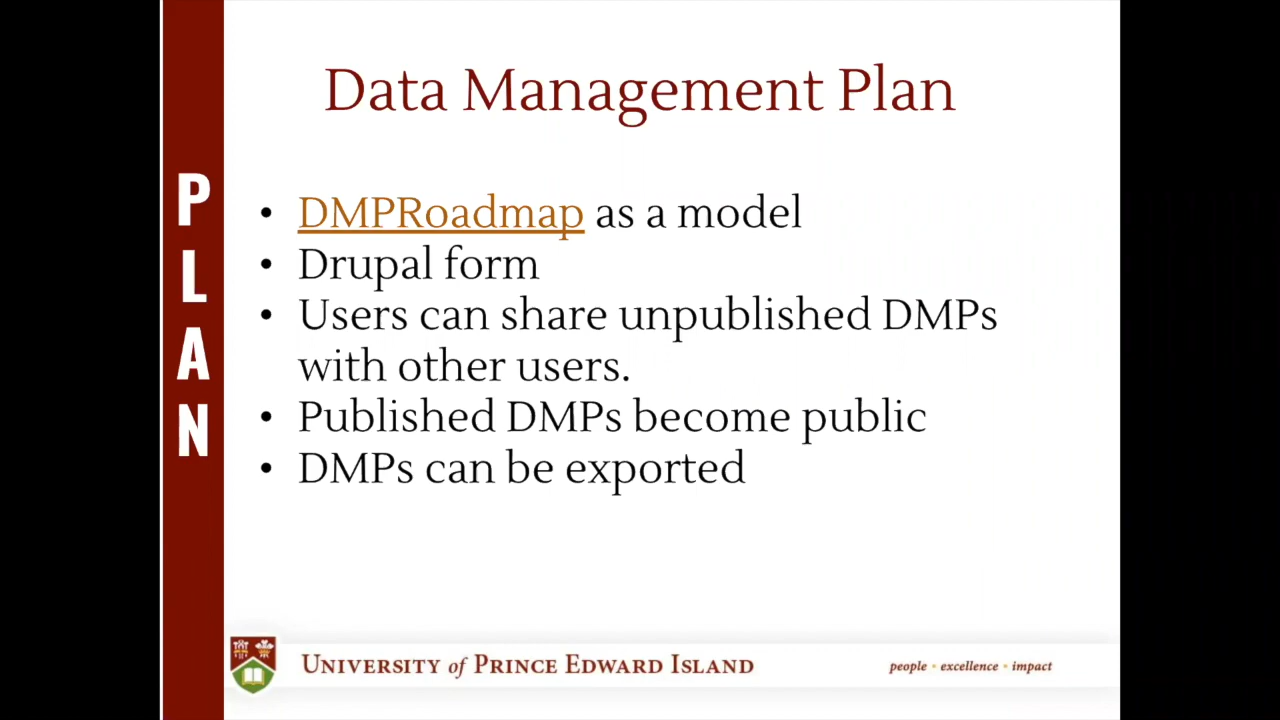 Data Management Plan
P
L
A
N
• DMPRoadmap as a model
• Drupal form
• Users can share unpublished DMPs
with other users.
• Published DMPs become public
• DMPs can be exported
UNIVERSITY of PRINCE EDWARD ISLAND
people • excellence • impact